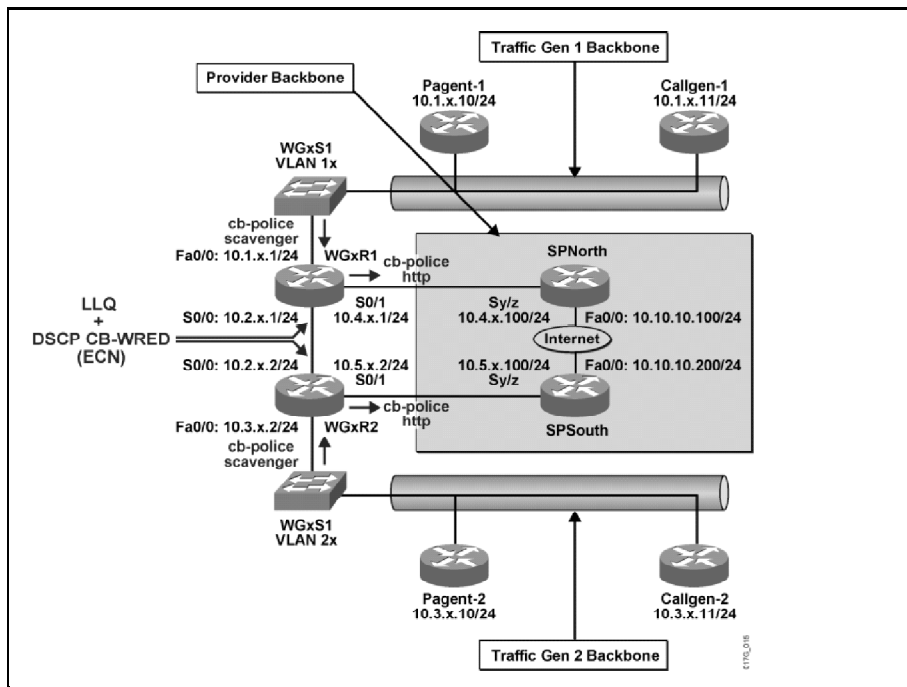 Traffic Gen 1 Backbone
Provider Backbone
Pagent-1
10.1.x.10/24
Callgen-1
10.1.x.11/24
WGxS1
VLAN 1x
cb-police
scavenger
Fa0/0: 10.1.x.1/24
WGxR1
cb-police
http
SPNorth
LLQ
+
DSCP CB-WRED
(ECN)
S0/0: 10.2.x.1/24
S0/1
10.4.x.1/24
Sy/z
10.4.x.100/24
Fa0/0: 10.10.10.100/24
Internet
S0/0: 10.2.x.2/24
10.5.x.2/24
S0/1
10.5.x.100/24
Sy/z
Fa0/0: 10.10.10.200/24
cb-police
http
Fa0/0: 10.3.x.2/24
WGxR2
SPSouth
cb-police
scavenger
WGxS1
VLAN 2x
Pagent-2
10.3.x.10/24
Callgen-2
10.3.x.11/24
Traffic Gen 2 Backbone